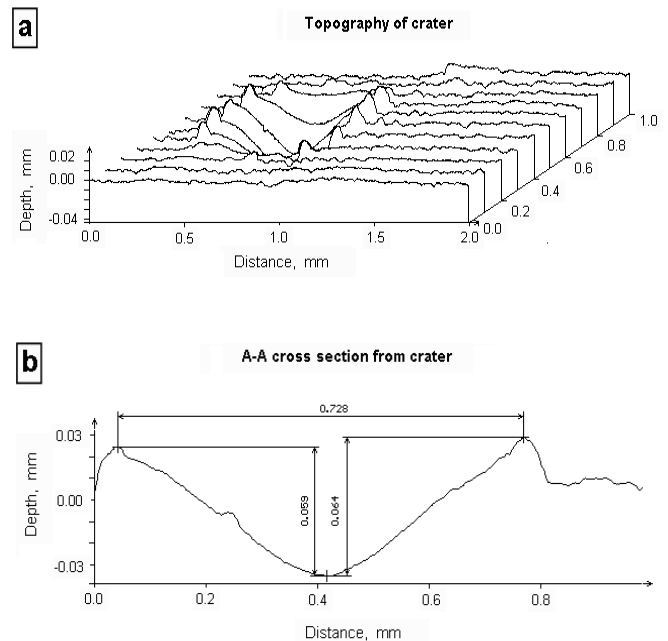 a
Topography of crater
0.02
0.00
-0.04
Depth, mm
0.0 0.5 1.0 1.5 2.0
0.0 0.2 0.4 0.6 0.8 1.0
Distance, mm
b
A-A cross section from crater
0.728
0.03
0.00
-0.03
Depth, mm
0.059
0.064
0.0 0.2 0.4 0.6 0.8
Distance, mm